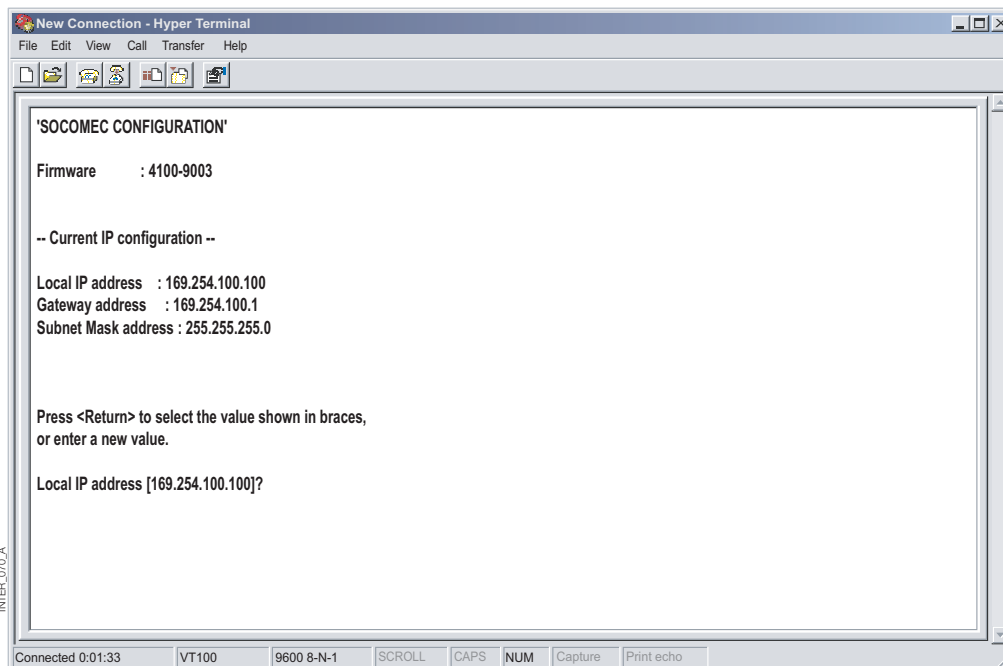 New Connection - Hyper Terminal
File Edit View Call Transfer Help
'SOCOMEC CONFIGURATION'
Firmware : 4100-9003
-- Current IP configuration --
Local IP address : 169.254.100.100
Gateway address : 169.254.100.1
Subnet Mask address : 255.255.255.0
Press <Return> to select the value shown in braces,
or enter a new value.
Local IP address [169.254.100.100]?
INTER_070_A
Connected 0:01:33 VT100 9600 8-N-1 SCROLL CAPS NUM Capture Print echo